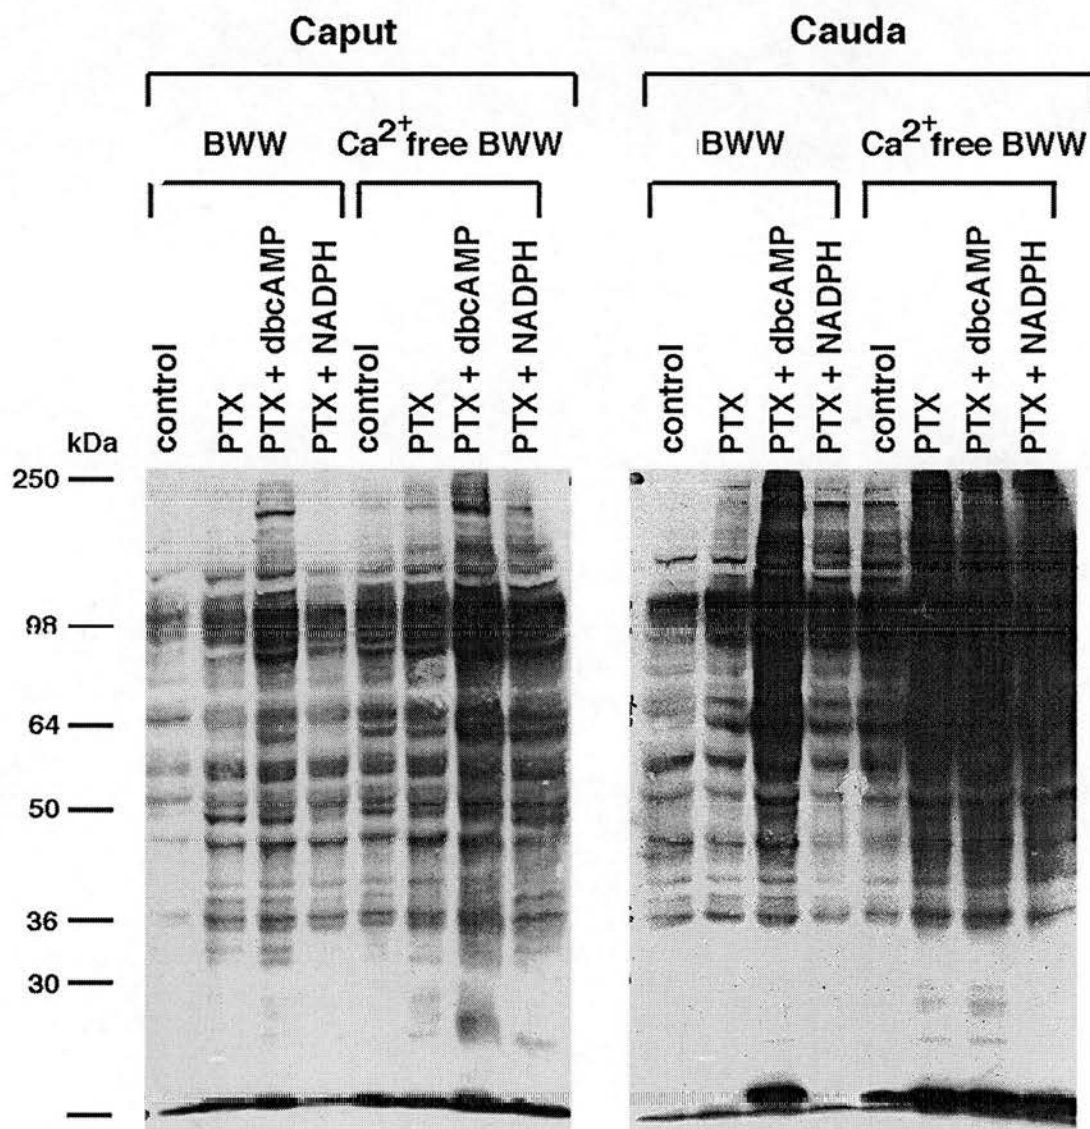 Caput Cauda
BWW Ca2+free BWW BWW Ca2+free BWW
control PTX PTX + dbcAMP PTX + NADPH control PTX PTX + dbcAMP PTX + NADPH control PTX PTX + dbcAMP PTX + NADPH control PTX PTX + dbcAMP PTX + NADPH
kDa
250
98
64
50
36
30